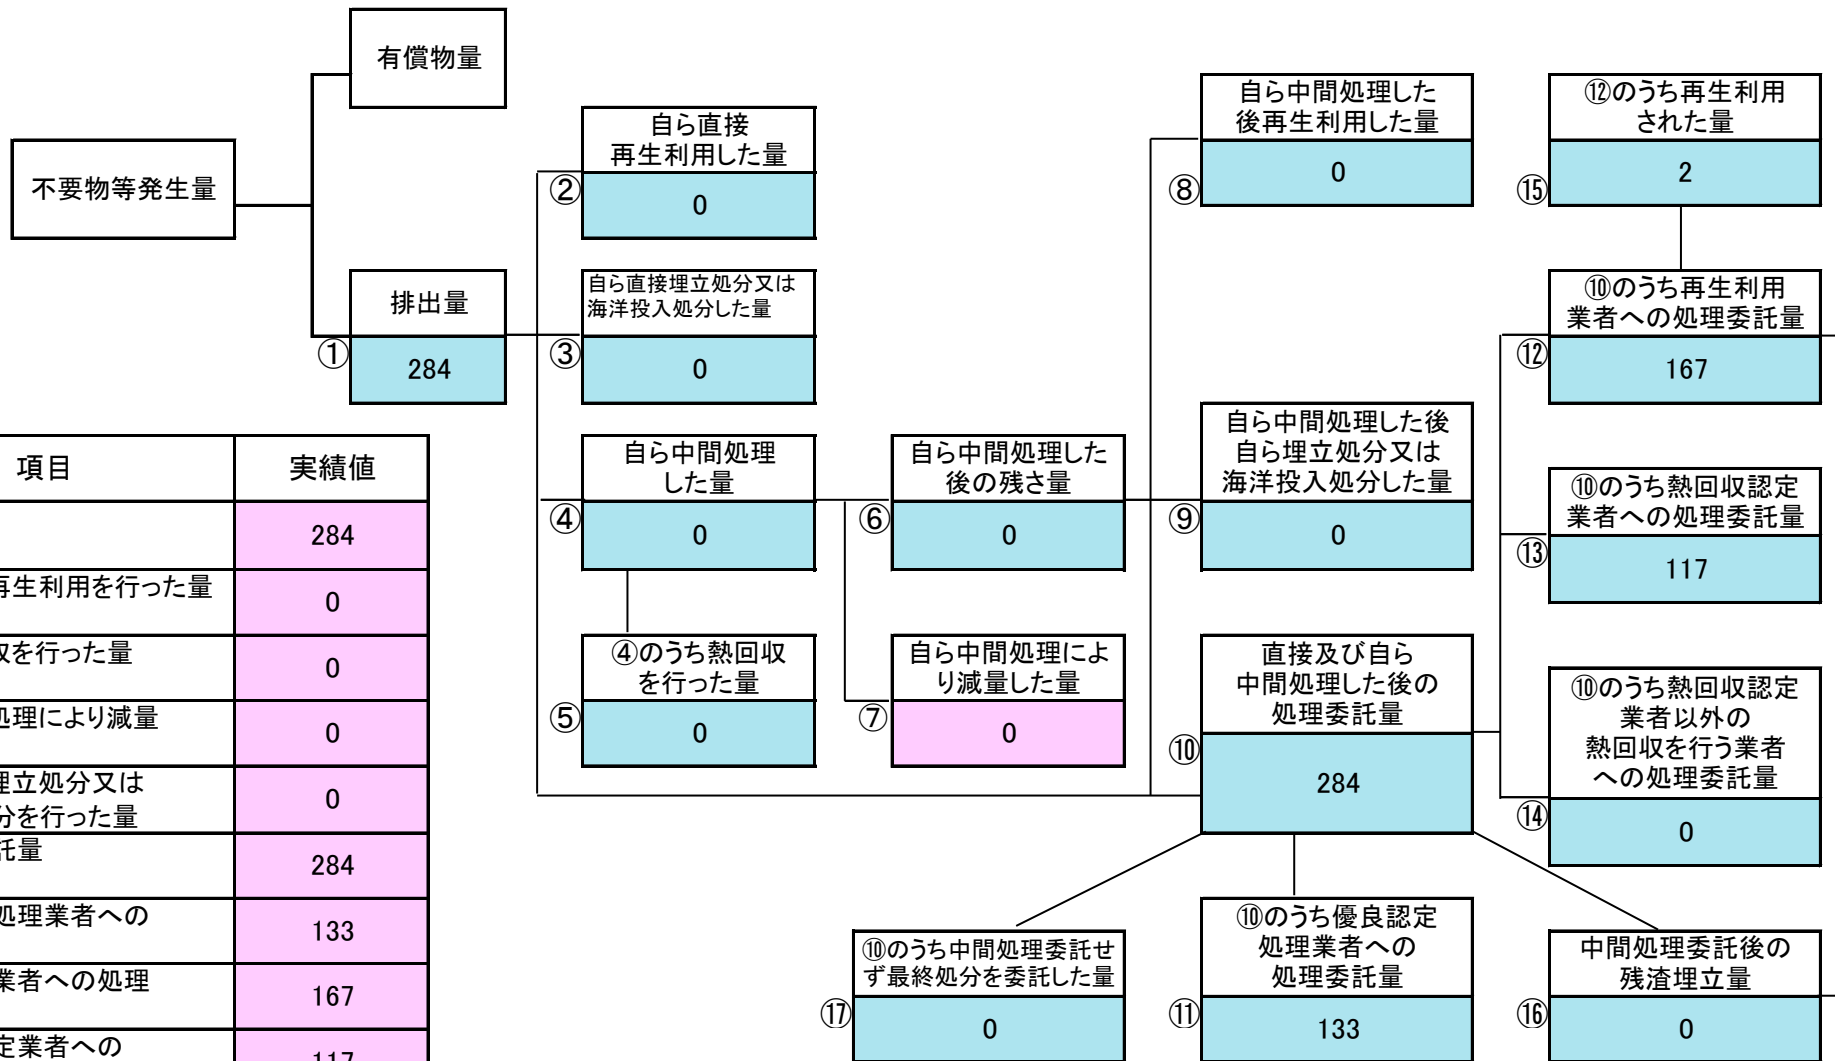 有償物量
不要物等発生量
排出量
①
284
自ら直接
再生利用した量
②
0
自ら直接埋立処分又は
海洋投入処分した量
③
0
自ら中間処理
した量
④
0
④のうち熱回収
を行った量
⑤
0
自ら中間処理した
後の残さ量
⑥
0
自ら中間処理によ
り減量した量
⑦
0
自ら中間処理した
後再生利用した量
⑧
0
自ら中間処理した後
自ら埋立処分又は
海洋投入処分した量
⑨
0
直接及び自ら
中間処理した後の
処理委託量
⑩
284
⑫のうち再生利用
された量
⑮
2
⑩のうち再生利用
業者への処理委託量
⑫
167
⑩のうち熱回収認定
業者への処理委託量
⑬
117
⑩のうち熱回収認定
業者以外の
熱回収を行う業者
への処理委託量
⑭
0
⑩のうち中間処理委託せ
ず最終処分を委託した量
⑰
0
⑩のうち優良認定
処理業者への
処理委託量
⑪
133
中間処理委託後の
残渣埋立量
⑯
0
項目 実績値
284
再生利用を行った量
0
収を行った量
0
処理により減量
0
埋立処分又は
分を行った量
0
託量
284
処理業者への
133
業者への処理
167
定業者への
117